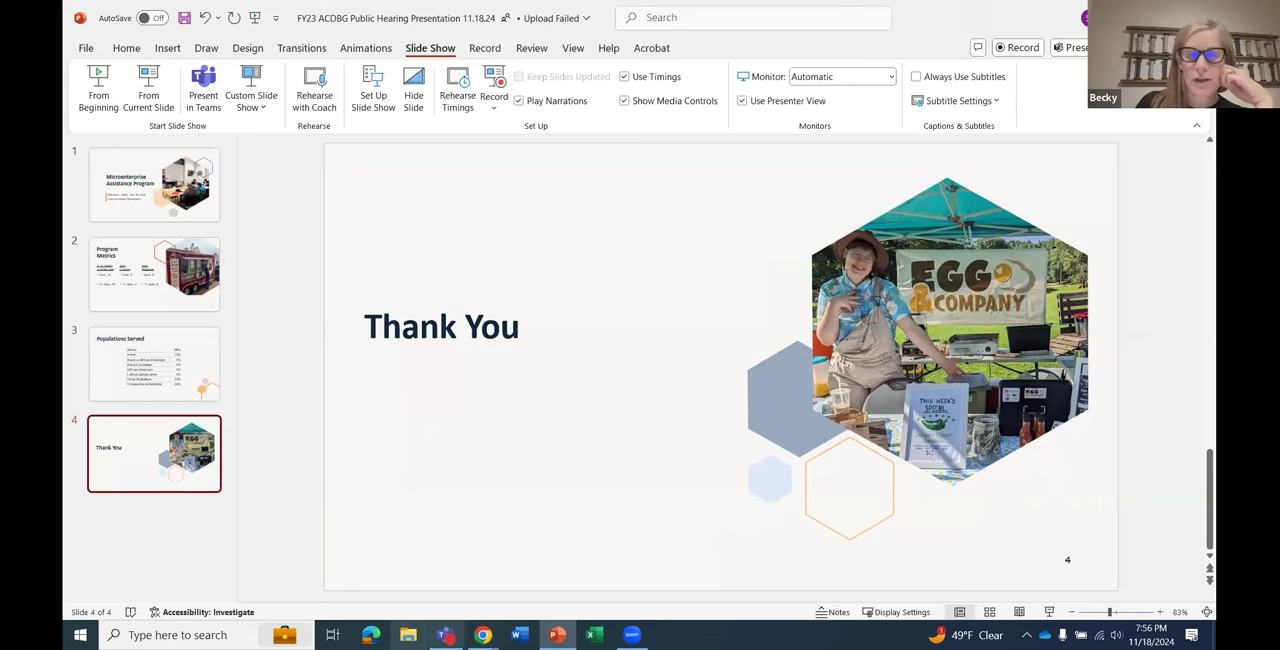 AutoSave
Off
FY23 ACDBG Public Hearing Presentation 11.18.24
• Upload Failed
Search
File
Home
Insert
Draw
Design
Transitions
Animations
Slide Show
Record
Review
View
Help
Acrobat
Record
Prese
From
Beginning
From
Current Slide
Present
in Teams
Custom Slide
Show
Rehearse
with Coach
Set Up
Slide Show
Hide
Slide
Rehearse
Timings
Record
Keep Slides Updated
Use Timings
Play Narrations
Show Media Controls
Monitor:
Automatic
Use Presenter View
Always Use Subtitles
Subtitle Settings
Start Slide Show
Rehearse
Set Up
Monitors
Captions & Subtitles
Becky
1
Microenterprise
Assistance Program
2
Program
Metrics
3
Populations Served
4
Thank You
Thank You
EGG
& COMPANY
THIS WEEK'S
SPECIAL
4
Slide 4 of 4
Accessibility: Investigate
Notes
Display Settings
83%
Type here to search
zoom
49°F Clear
7:56 PM
11/18/2024